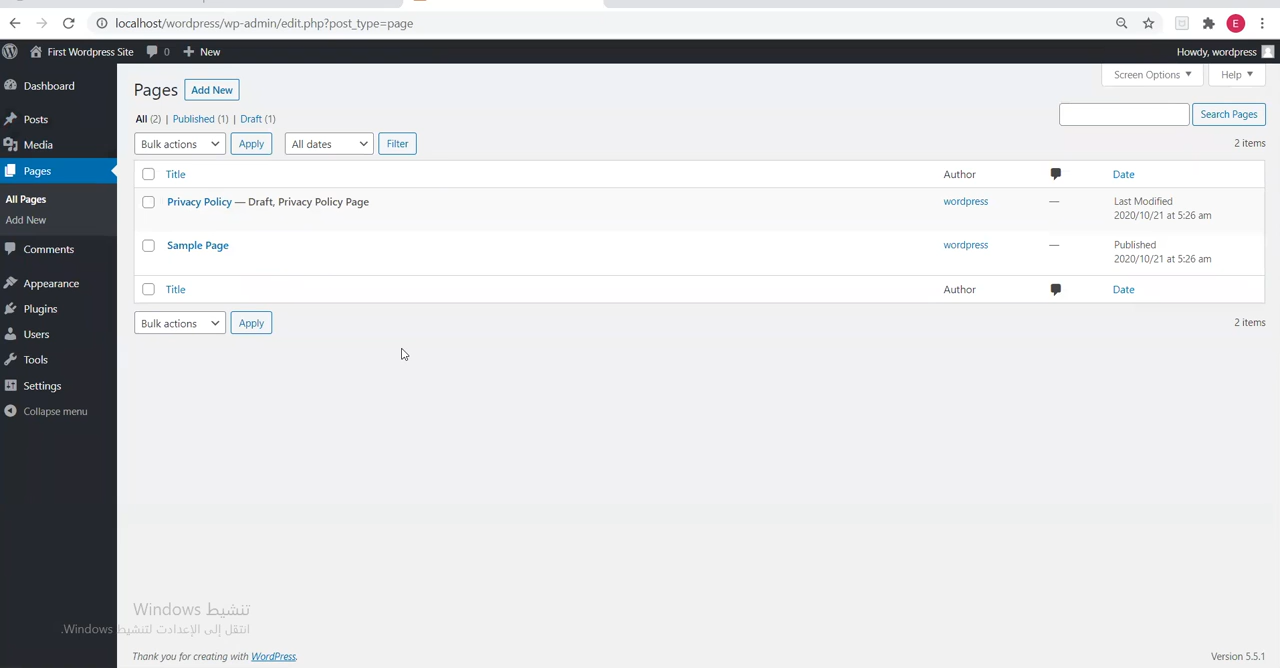 localhost/wordpress/wp-admin/edit.php?post_type=page
E
First Wordpress Site 0 New Howdy, wordpress
Dashboard
Posts
Media
Pages
All Pages
Add New
Comments
Appearance
Plugins
Users
Tools
Settings
Collapse menu
Screen Options Help
Pages Add New
All (2) | Published (1) | Draft (1)
Search Pages
Bulk actions Apply All dates Filter 2 items
Title Author Date
Privacy Policy — Draft, Privacy Policy Page wordpress — Last Modified
2020/10/21 at 5:26 am
Sample Page wordpress — Published
2020/10/21 at 5:26 am
Title Author Date
Bulk actions Apply 2 items
تنشيط Windows
انتقل إلى الإعدادت لتنشيط Windows.
Thank you for creating with WordPress. Version 5.5.1